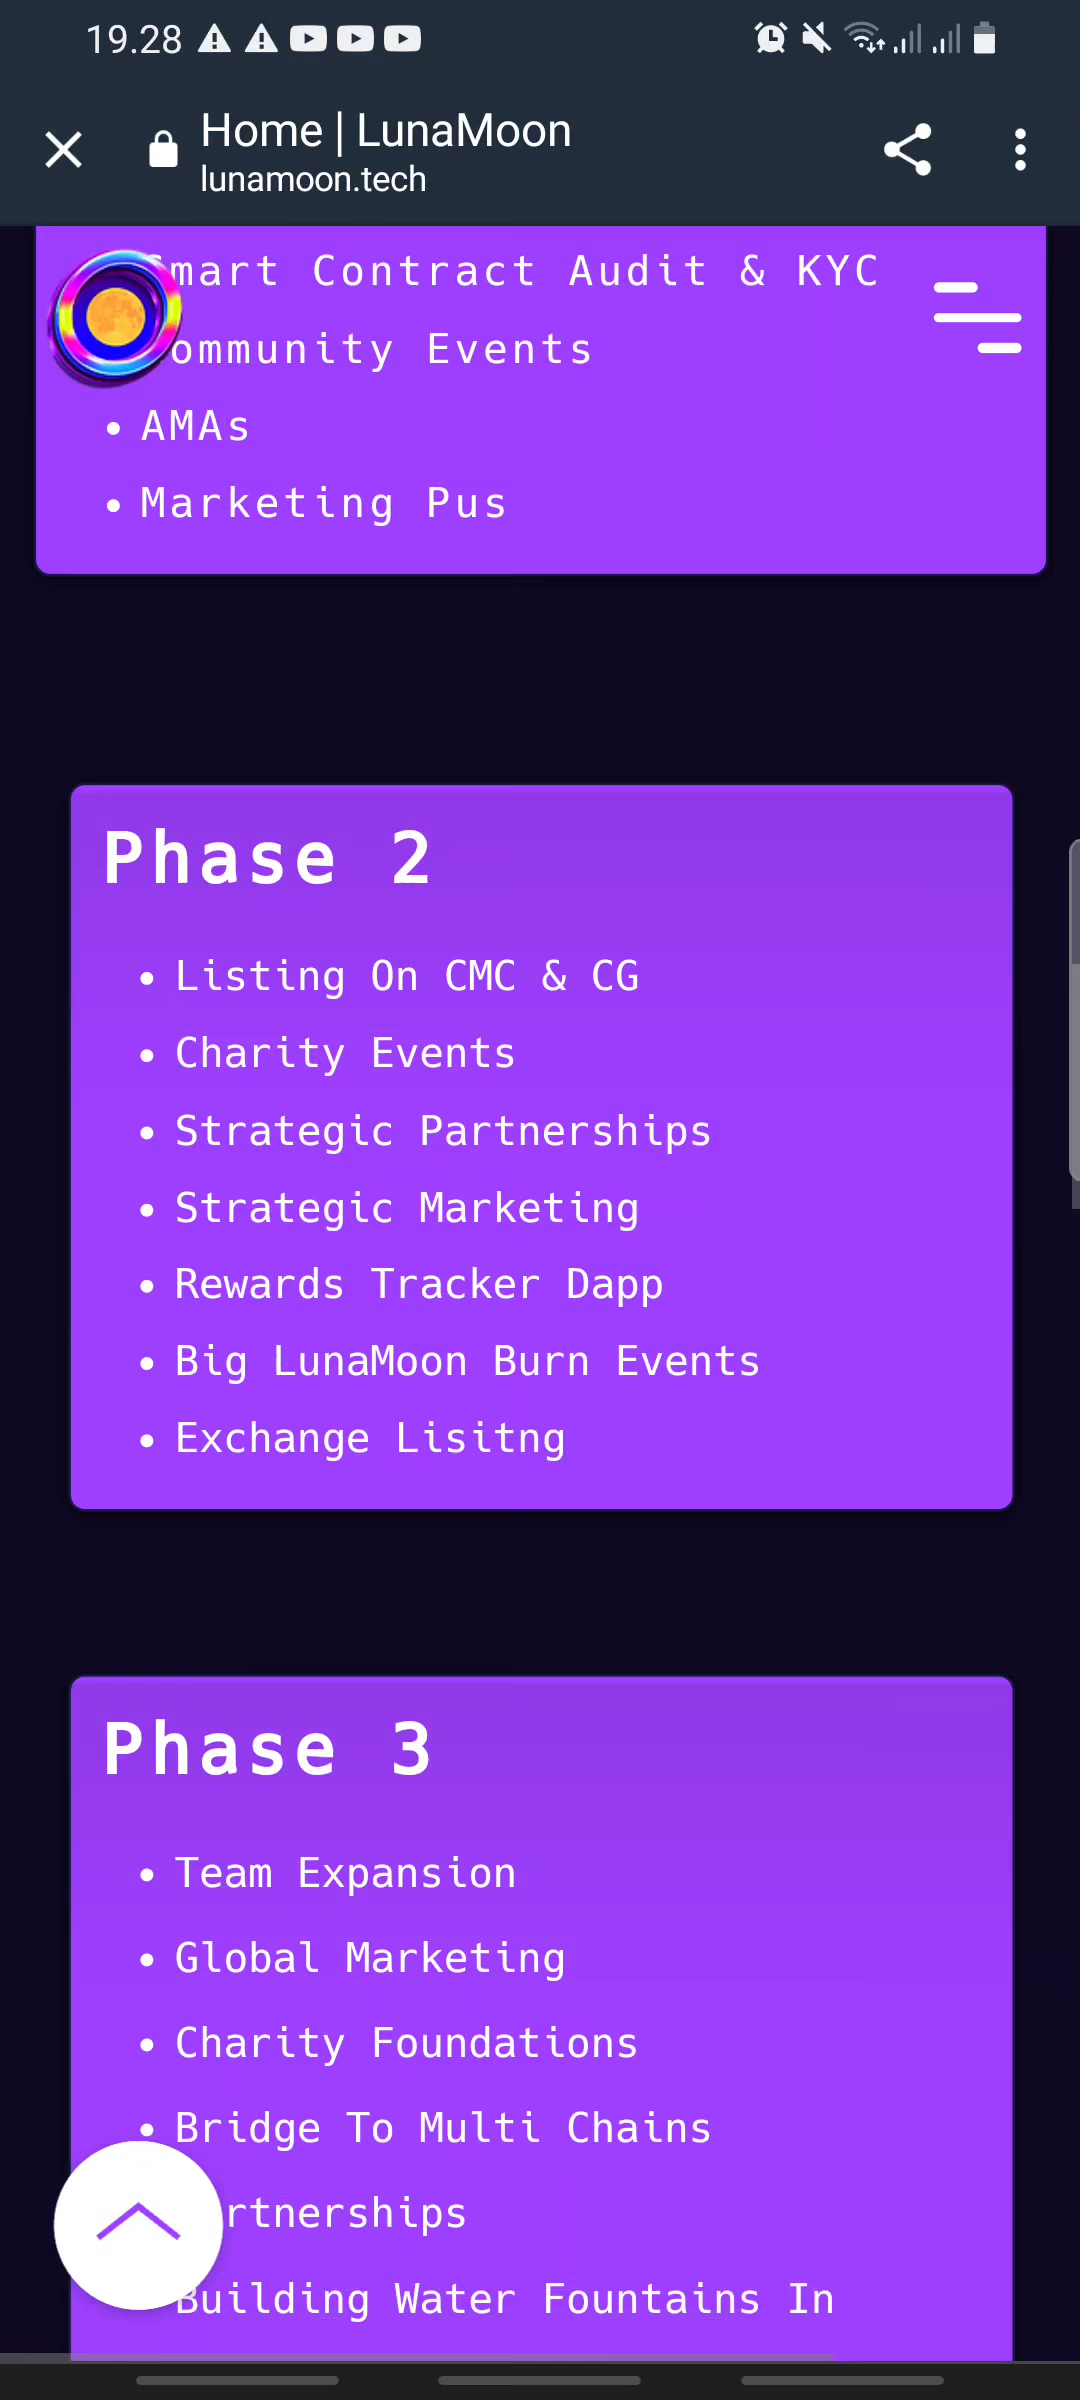 19.28
Home | LunaMoon
lunamoon.tech
Smart Contract Audit & KYC
ommunity Events
• AMAs
• Marketing Pus
Phase 2
• Listing On CMC & CG
• Charity Events
• Strategic Partnerships
• Strategic Marketing
• Rewards Tracker Dapp
• Big LunaMoon Burn Events
• Exchange Lisitng
Phase 3
• Team Expansion
• Global Marketing
• Charity Foundations
• Bridge To Multi Chains
rtnerships
Building Water Fountains In